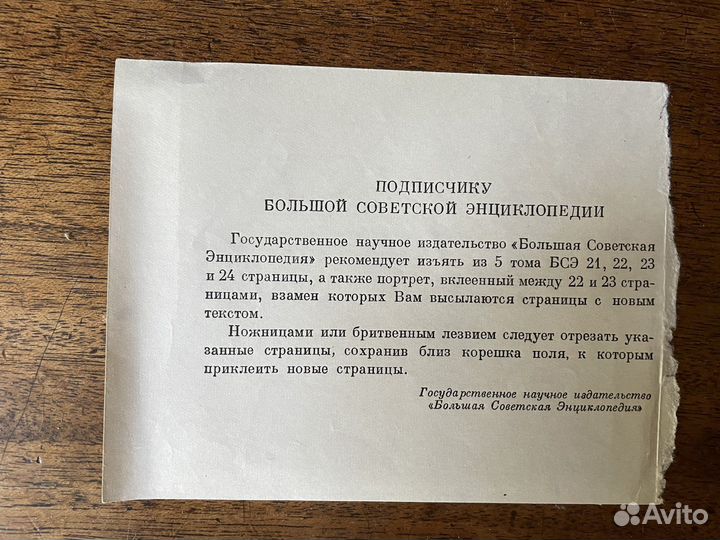 ПОДПИСЧИКУ
БОЛЬШОЙ СОВЕТСКОЙ ЭНЦИКЛОПЕДИИ
Государственное научное издательство «Большая Советская
Энциклопедия» рекомендует изъять из 5 тома БСЭ 21, 22, 23
и 24 страницы, а также портрет, вклеенный между 22 и 23 стра-
ницами, взамен которых Вам высылаются страницы с новым
текстом.
Ножницами или бритвенным лезвием следует отрезать ука-
занные страницы, сохранив близ корешка поля, к которым
приклеить новые страницы.
Государственное научное издательство
«Большая Советская Энциклопедия»
Avito